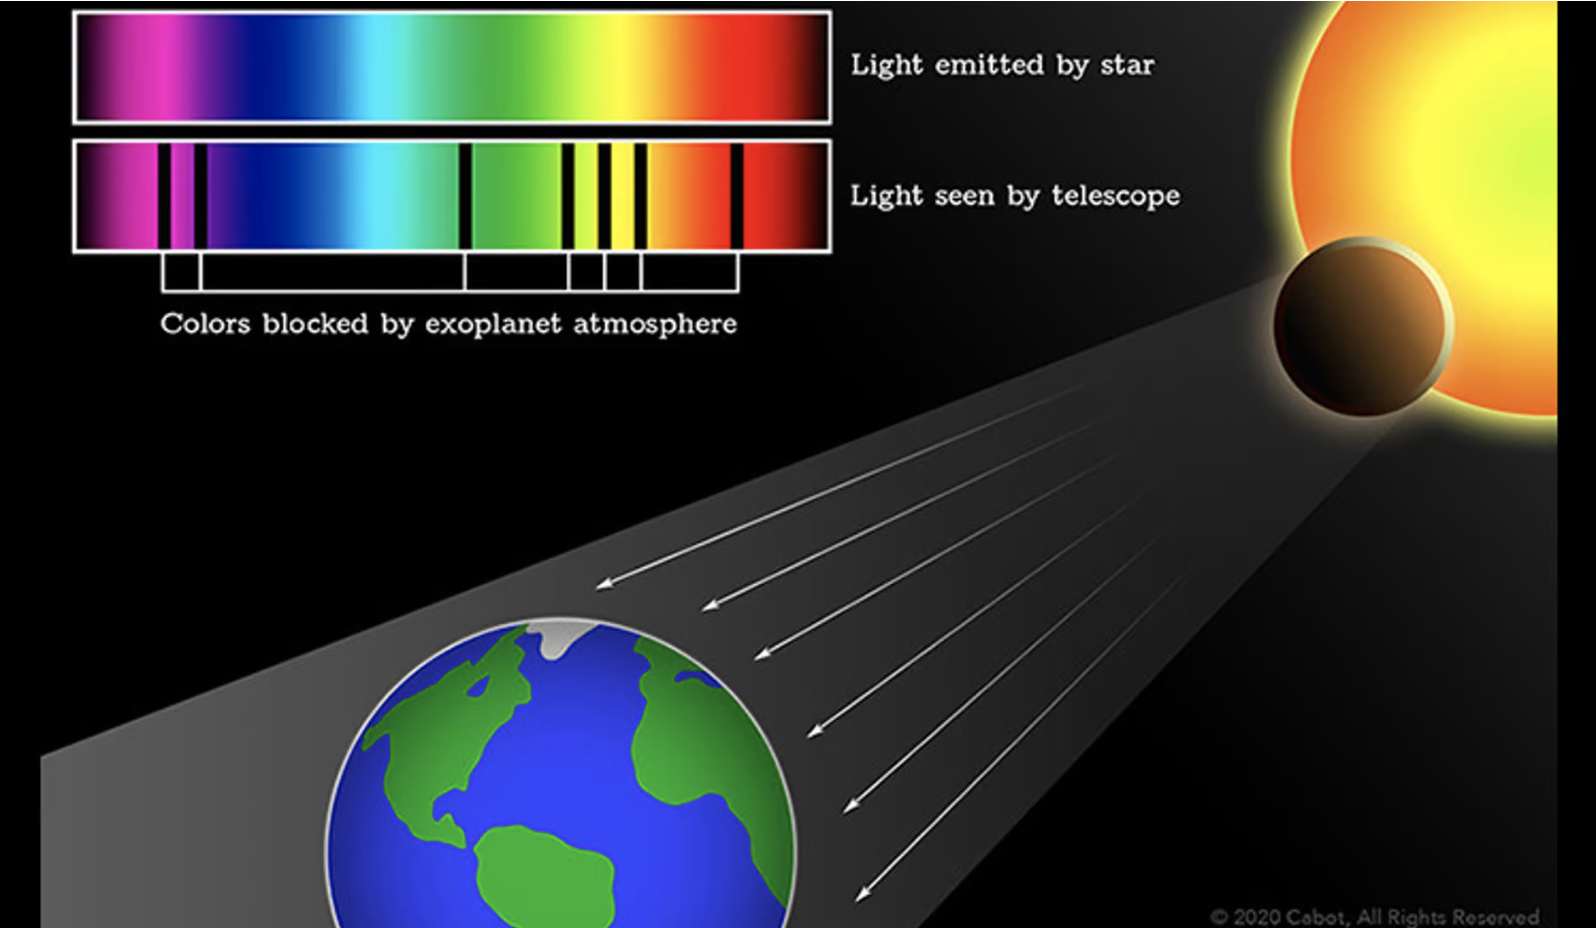 Light emitted by star
Light seen by telescope
Colors blocked by exoplanet atmosphere
© 2020 Cabot, All Rights Reserved